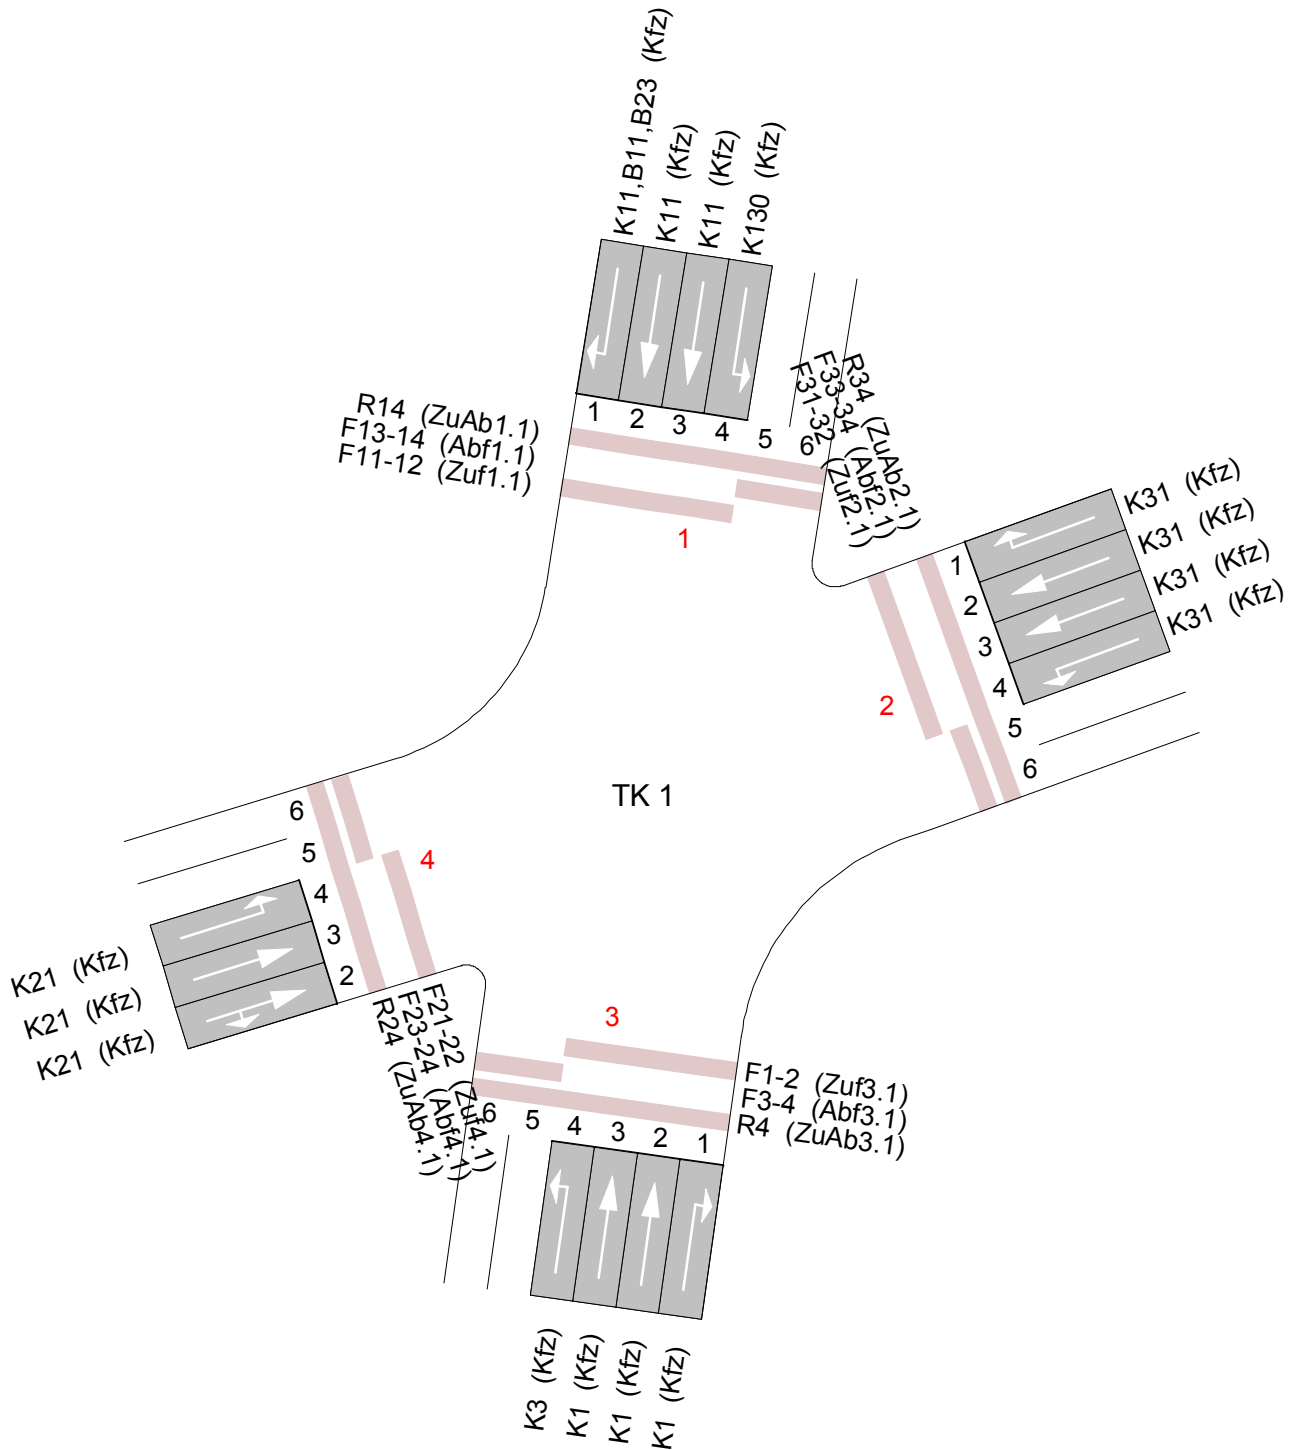 K11,B11,B23 (Kfz)
K11 (Kfz)
K11 (Kfz)
K130 (Kfz)
R14 (ZuAb1.1)
F13-14 (Abf1.1)
F11-12 (Zuf1.1)
1
2
3
4
5
6
1
F31-32 (Zuf2.1)
F33-34 (Abf2.1)
R34 (ZuAb2.1)
K31 (Kfz)
K31 (Kfz)
K31 (Kfz)
K31 (Kfz)
1
2
3
4
5
6
2
TK 1
6
5
4
3
2
4
K21 (Kfz)
K21 (Kfz)
K21 (Kfz)
R24 (ZuAb4.1)
F23-24 (Abf4.1)
F21-22 (Zuf4.1)
3
F1-2 (Zuf3.1)
F3-4 (Abf3.1)
R4 (ZuAb3.1)
6
5
4
3
2
1
K3 (Kfz)
K1 (Kfz)
K1 (Kfz)
K1 (Kfz)